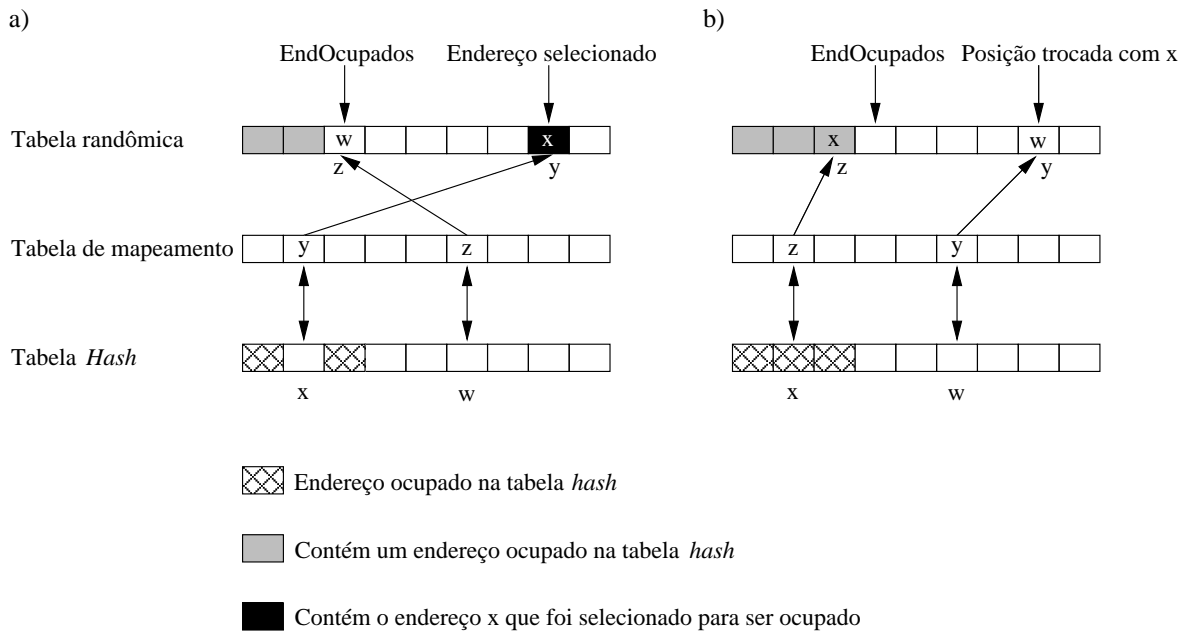 a) b)
EndOcupados Endereço selecionado EndOcupados Posição trocada com x
Tabela randômica w x x w
z y z y
Tabela de mapeamento y z z y
Tabela Hash
x w x w
Endereço ocupado na tabela hash
Contém um endereço ocupado na tabela hash
Contém o endereço x que foi selecionado para ser ocupado